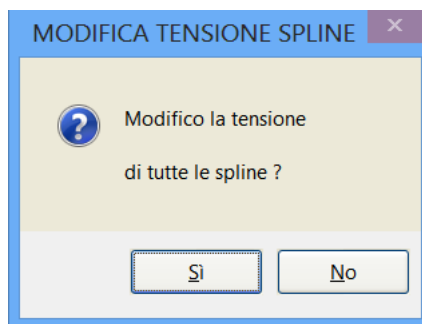 MODIFICA TENSIONE SPLINE
Modifico la tensione
di tutte le spline ?
Sì
No